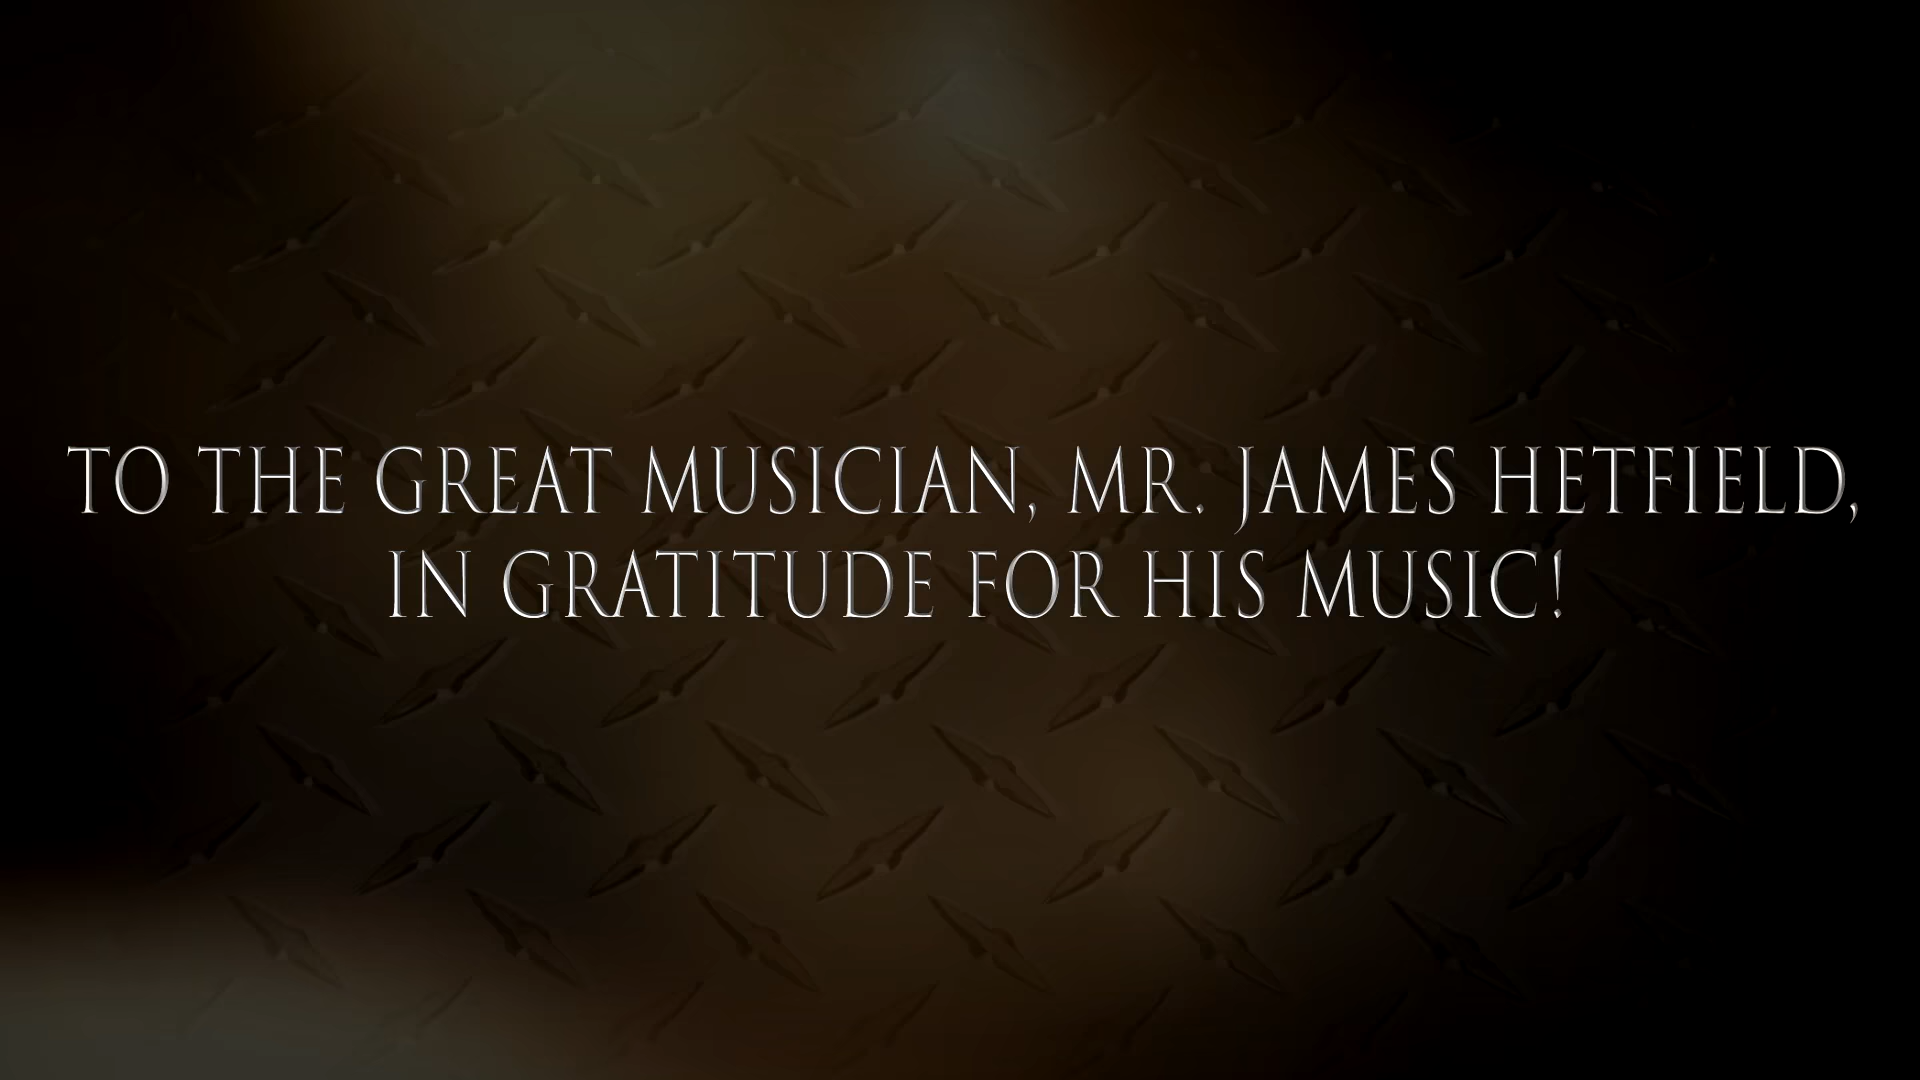 TO THE GREAT MUSICIAN, MR. JAMES HETFIELD,
IN GRATITUDE FOR HIS MUSIC!